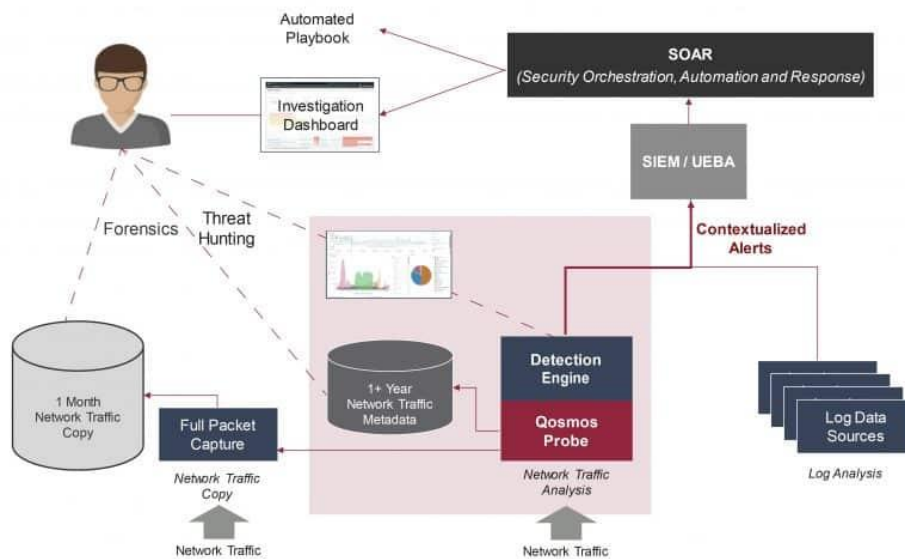 Automated
Playbook
SOAR
(Security Orchestration, Automation and Response)
Investigation
Dashboard
SIEM / UEBA
Forensics
Threat
Hunting
Contextualized
Alerts
1 Month
Network Traffic
Copy
Full Packet
Capture
1+ Year
Network Traffic
Metadata
Detection
Engine
Qosmos
Probe
Log Data
Sources
Network Traffic
Copy
Network Traffic
Analysis
Log Analysis
Network Traffic
Network Traffic